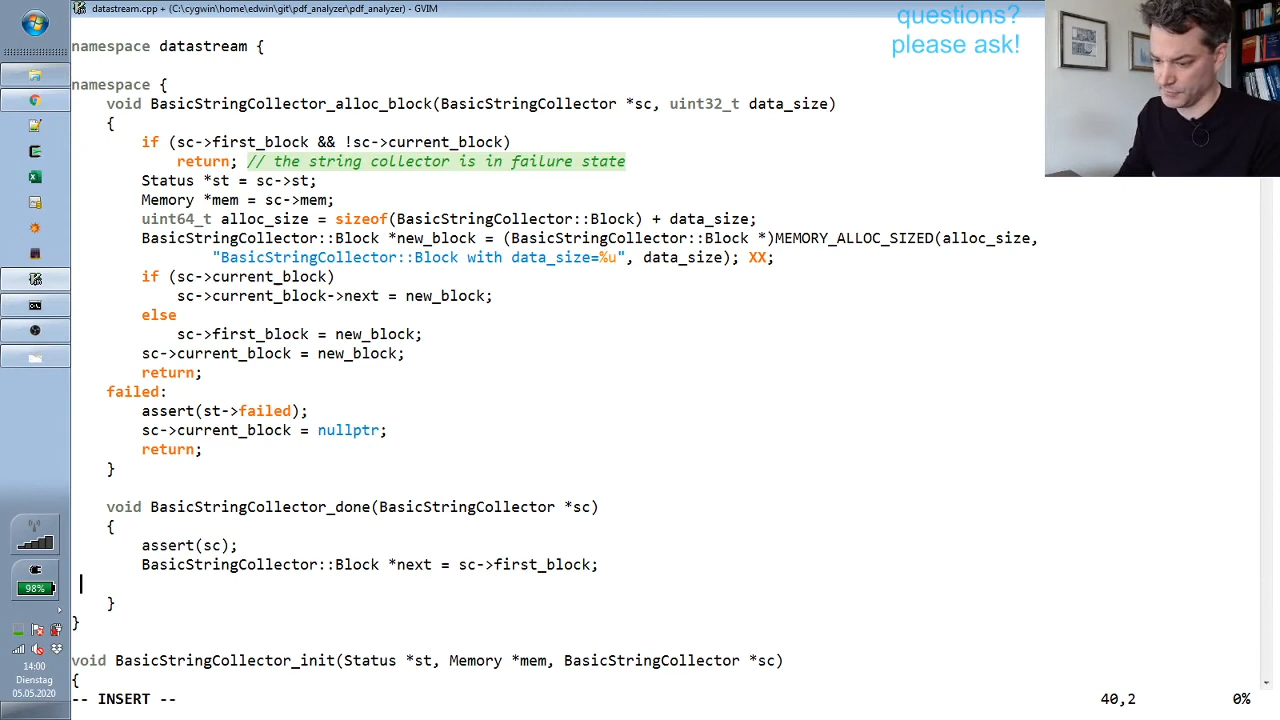 datastream.cpp + (C:\cygwin\home\edwin\git\pdf_analyzer\pdf_analyzer) - GVIM
questions?
please ask!
namespace datastream {
namespace {
void BasicStringCollector_alloc_block(BasicStringCollector *sc, uint32_t data_size)
{
if (sc->first_block && !sc->current_block)
return; // the string collector is in failure state
Status *st = sc->st;
Memory *mem = sc->mem;
uint64_t alloc_size = sizeof(BasicStringCollector::Block) + data_size;
BasicStringCollector::Block *new_block = (BasicStringCollector::Block *)MEMORY_ALLOC_SIZED(alloc_size,
"BasicStringCollector::Block with data_size=%u", data_size); XX;
if (sc->current_block)
sc->current_block->next = new_block;
else
sc->first_block = new_block;
sc->current_block = new_block;
return;
failed:
assert(st->failed);
sc->current_block = nullptr;
return;
}
void BasicStringCollector_done(BasicStringCollector *sc)
{
assert(sc);
BasicStringCollector::Block *next = sc->first_block;
}
}
void BasicStringCollector_init(Status *st, Memory *mem, BasicStringCollector *sc)
{
-- INSERT --
40,2
0%
98%
14:00
Dienstag
05.05.2020